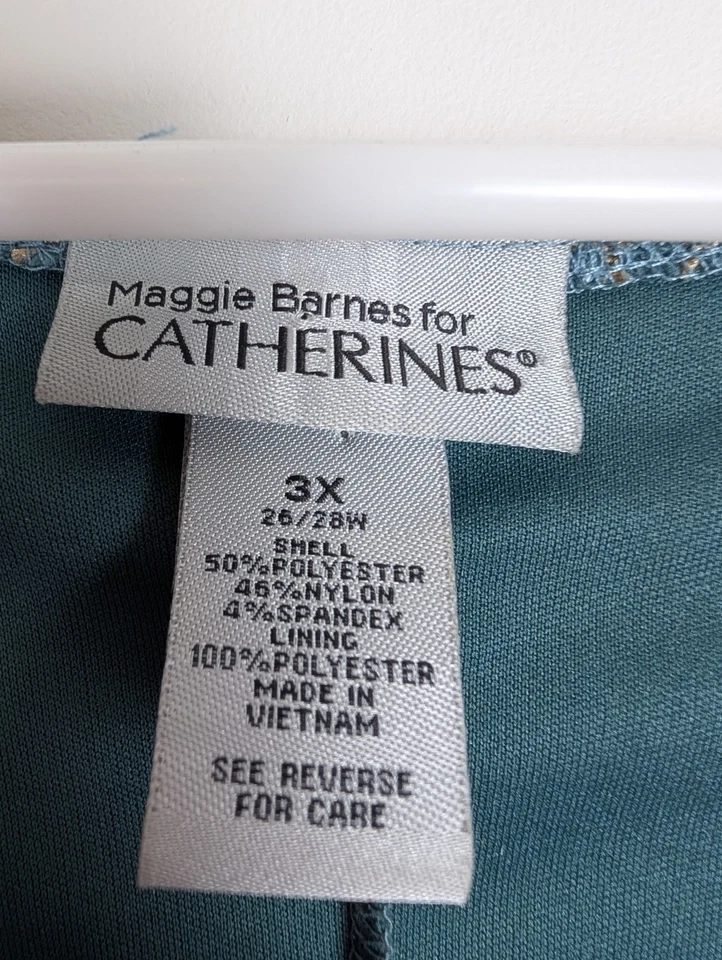 Maggie Barnes for
CATHERINES®
3X
26/28W
SHELL
50%POLYESTER
46%NYLON
4%SPANDEX
LINING
100%POLYESTER
MADE IN
VIETNAM
SEE REVERSE
FOR CARE